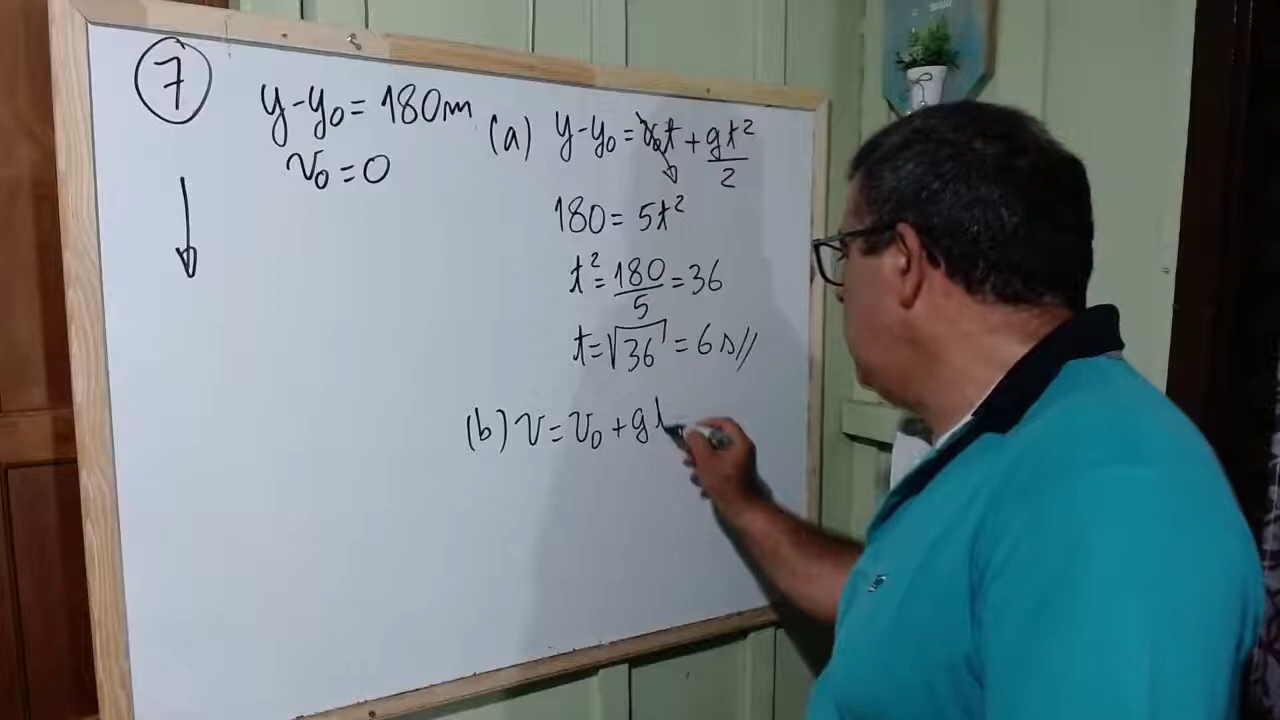 7
y-y₀ = 180m
v₀ = 0
(a) y-y₀ = v₀t + gt²/2
180 = 5t²
t² = 180/5 = 36
t = √36 = 6 s//
(b) v = v₀ + g